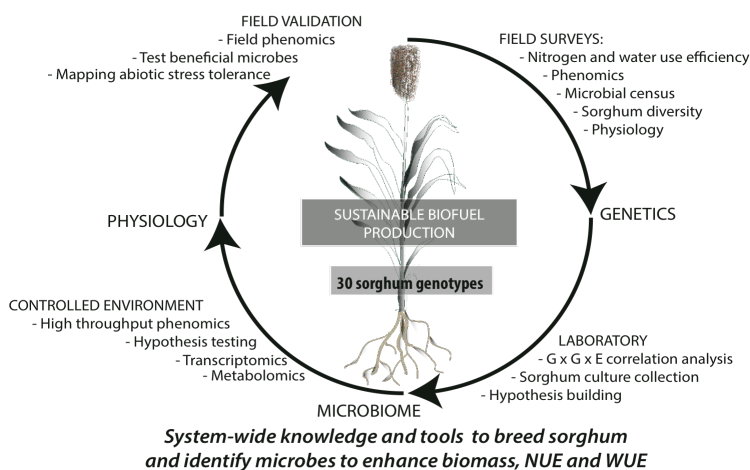 FIELD VALIDATION
- Field phenomics
- Test beneficial microbes
- Mapping abiotic stress tolerance
FIELD SURVEYS:
- Nitrogen and water use efficiency
- Phenomics
- Microbial census
- Sorghum diversity
- Physiology
PHYSIOLOGY
SUSTAINABLE BIOFUEL
PRODUCTION
GENETICS
30 sorghum genotypes
CONTROLLED ENVIRONMENT
- High throughput phenomics
- Hypothesis testing
- Transcriptomics
- Metabolomics
LABORATORY
- G x G x E correlation analysis
- Sorghum culture collection
- Hypothesis building
MICROBIOME
System-wide knowledge and tools to breed sorghum
and identify microbes to enhance biomass, NUE and WUE